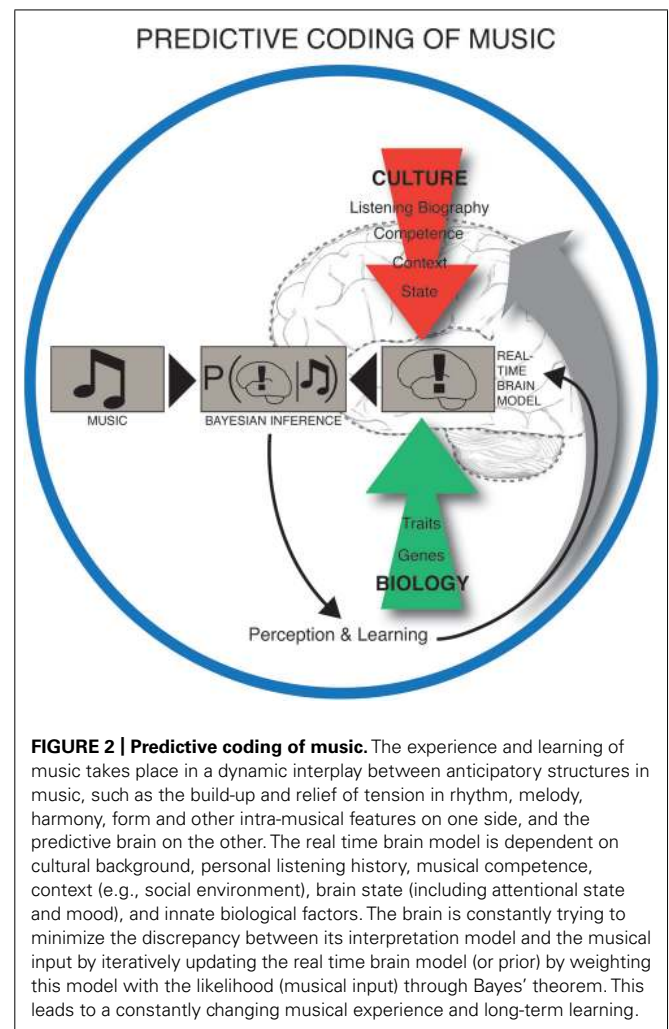 PREDICTIVE CODING OF MUSIC
CULTURE
Listening Biography
Competence
Context
State
P( ! | )
!
REAL-
TIME
BRAIN
MODEL
MUSIC
BAYESIAN INFERENCE
Traits
Genes
BIOLOGY
Perception & Learning
FIGURE 2 | Predictive coding of music. The experience and learning of
music takes place in a dynamic interplay between anticipatory structures in
music, such as the build-up and relief of tension in rhythm, melody,
harmony, form and other intra-musical features on one side, and the
predictive brain on the other. The real time brain model is dependent on
cultural background, personal listening history, musical competence,
context (e.g., social environment), brain state (including attentional state
and mood), and innate biological factors. The brain is constantly trying to
minimize the discrepancy between its interpretation model and the musical
input by iteratively updating the real time brain model (or prior) by weighting
this model with the likelihood (musical input) through Bayes' theorem. This
leads to a constantly changing musical experience and long-term learning.